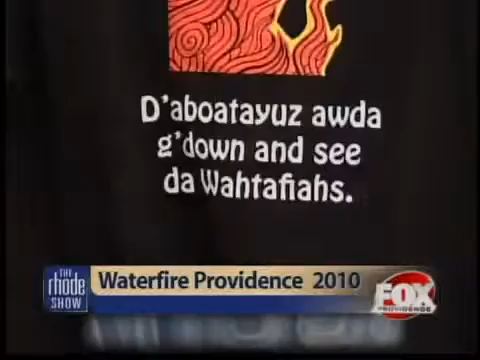 D'aboatayuz awda
g'down and see
da Wahtafiahs.
THE
rhode
SHOW
Waterfire Providence 2010
FOX
PROVIDENCE